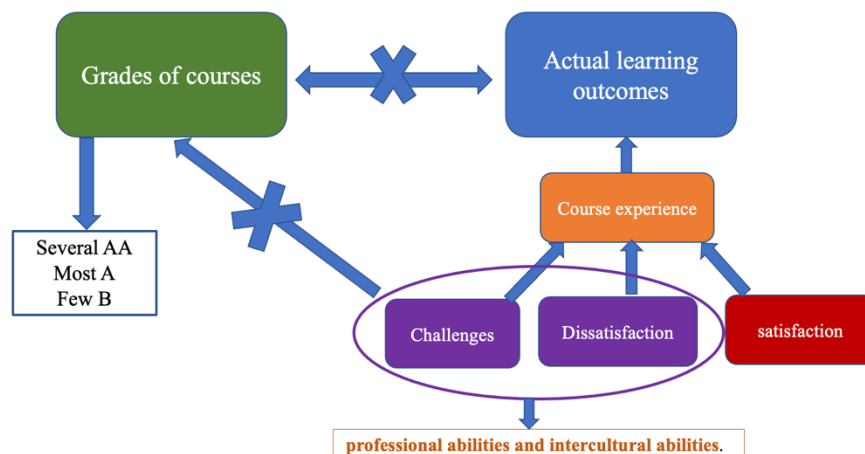 Grades of courses
Actual learning
outcomes
Course experience
Several AA
Most A
Few B
Challenges
Dissatisfaction
satisfaction
professional abilities and intercultural abilities.